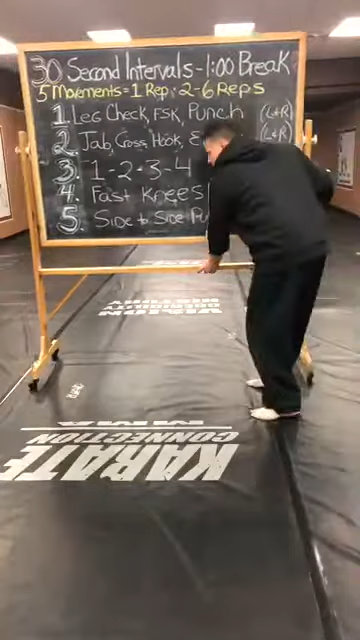 30 Second Intervals - 1:00 Break
5 Movements = 1 Rep: 2-6 Reps
1. Leg Check, FSK, Punch (L+R)
2. Jab, Cross, Hook, (L+R)
3. 1-2-3-4
4. Fast Knees
5. Side to Side
KARATE
CONNECTION
MMA